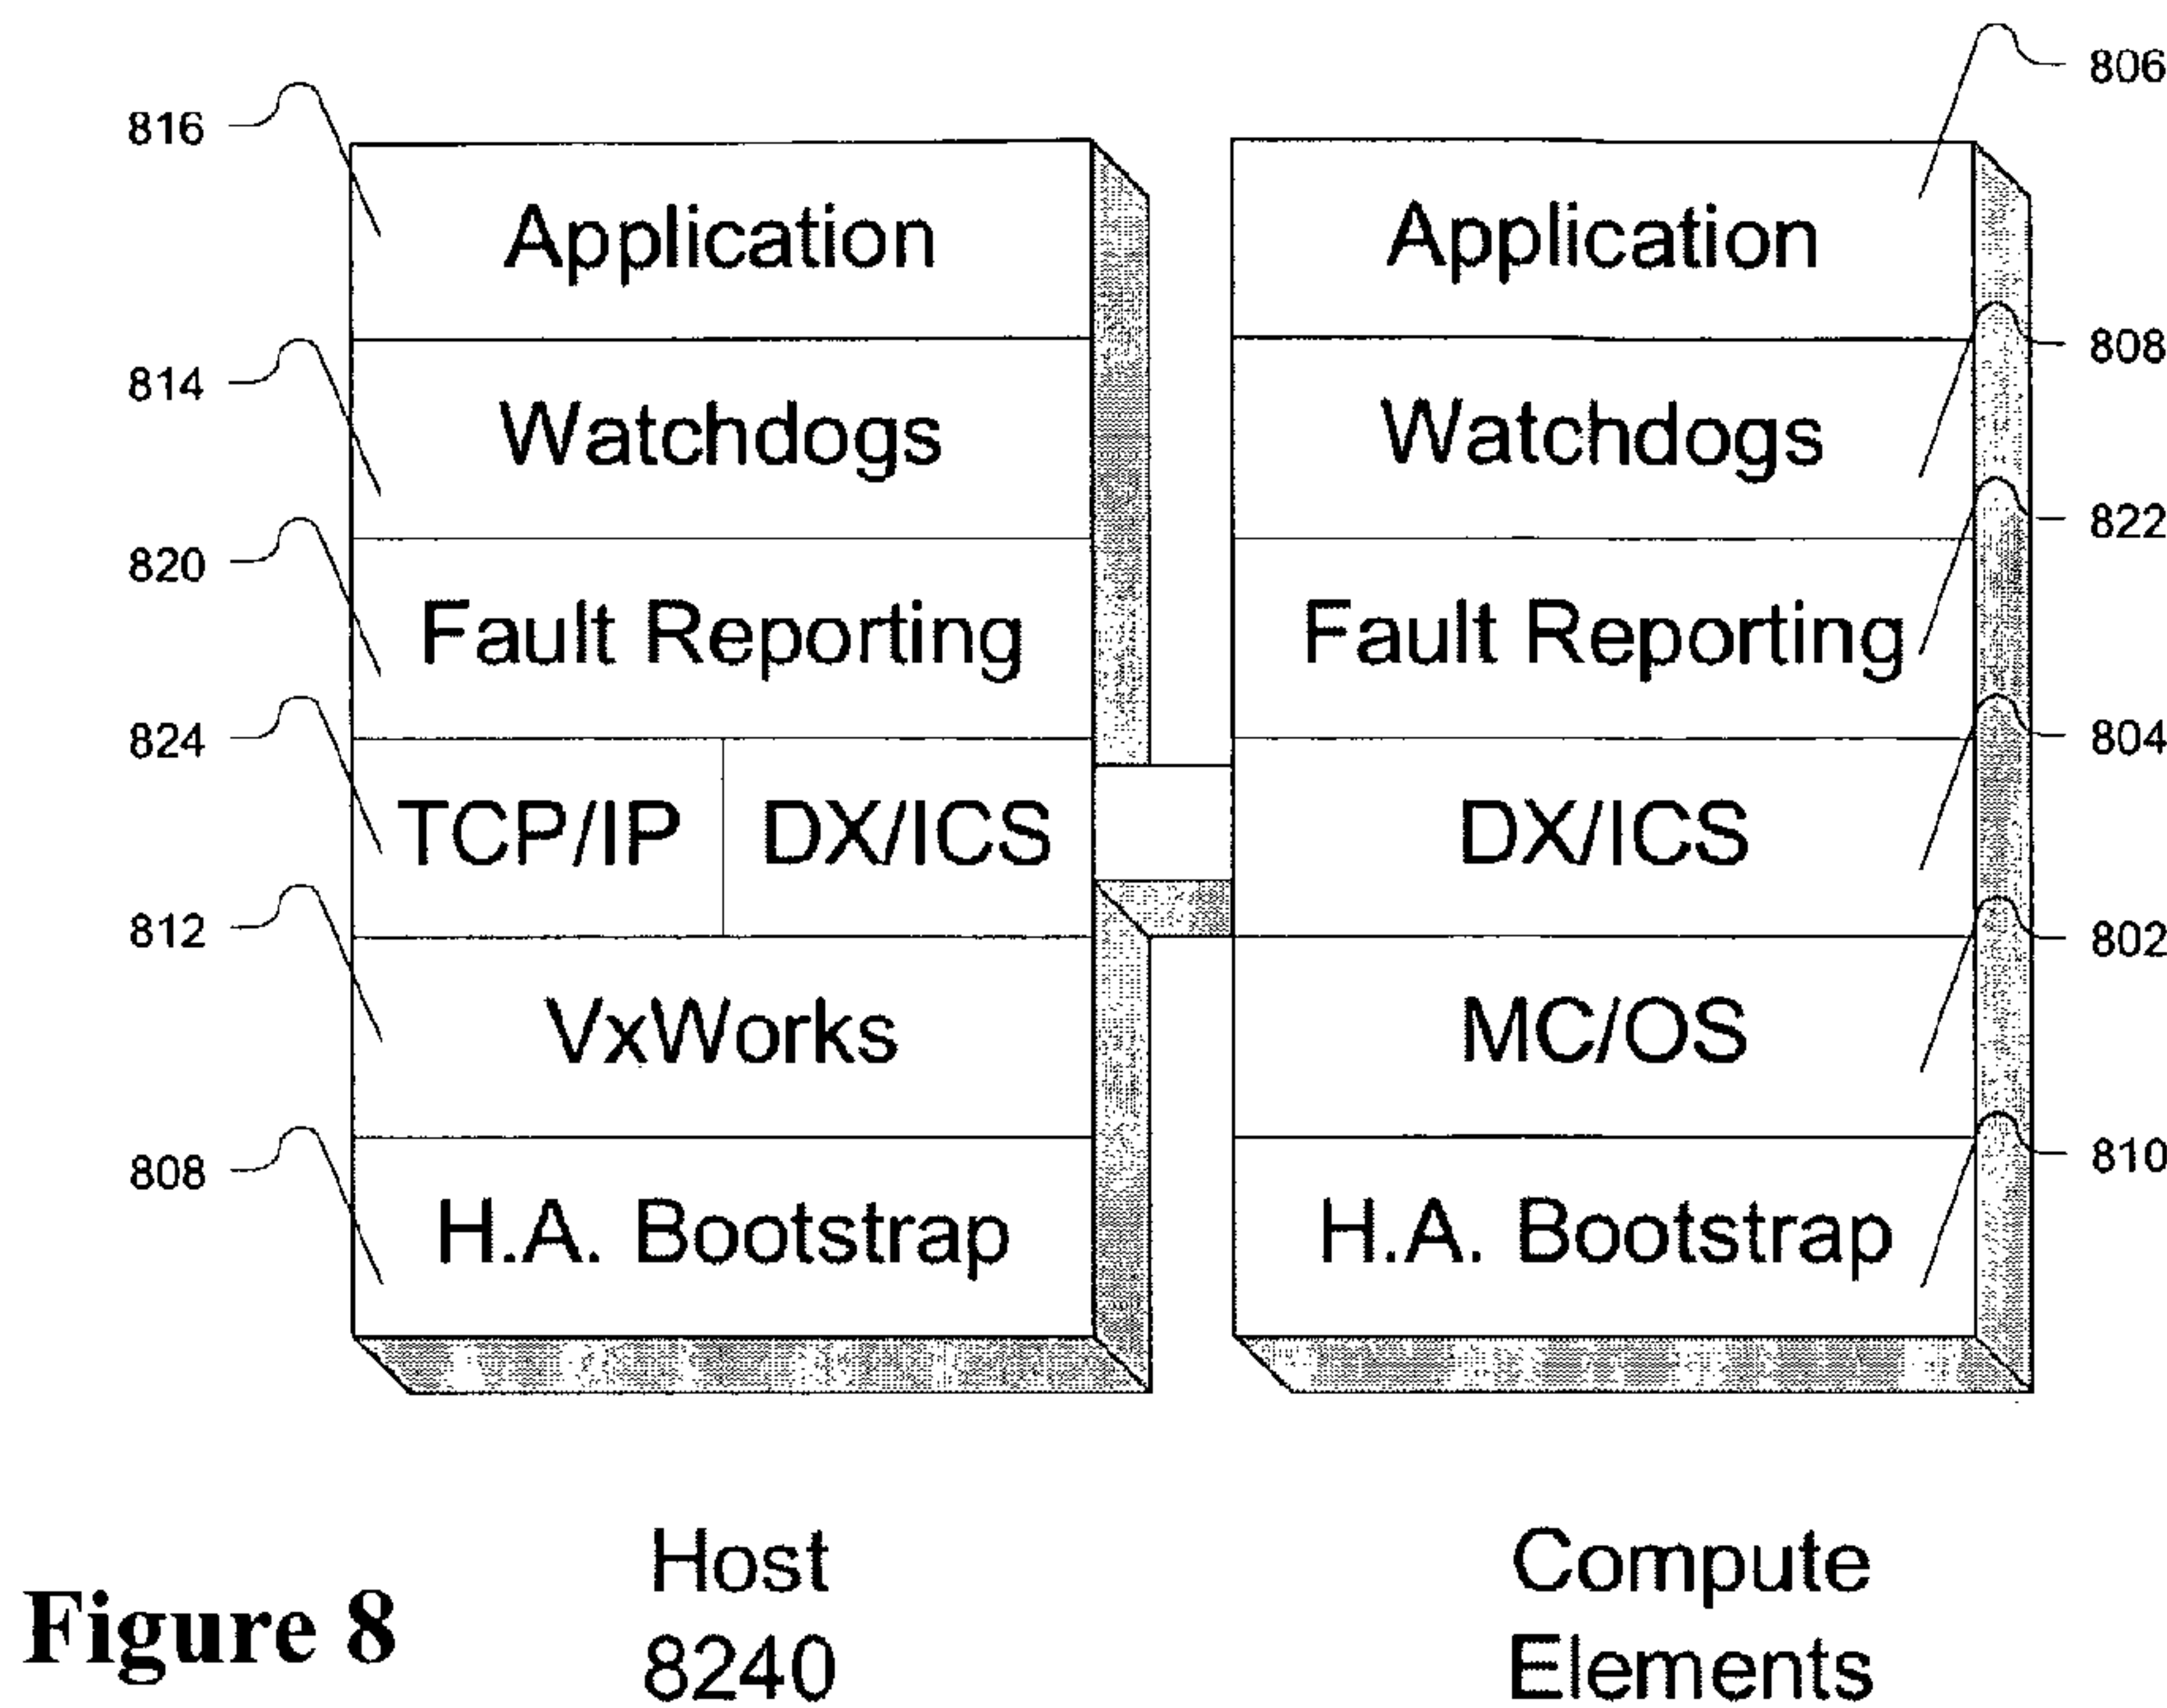 806
816
Application
Application
808
814
Watchdogs
Watchdogs
822
820
Fault Reporting
Fault Reporting
824
804
TCP/IP
DX/ICS
DX/ICS
812
802
VxWorks
MC/OS
808
810
H.A. Bootstrap
H.A. Bootstrap
Host
8240
Compute
Elements
Figure 8